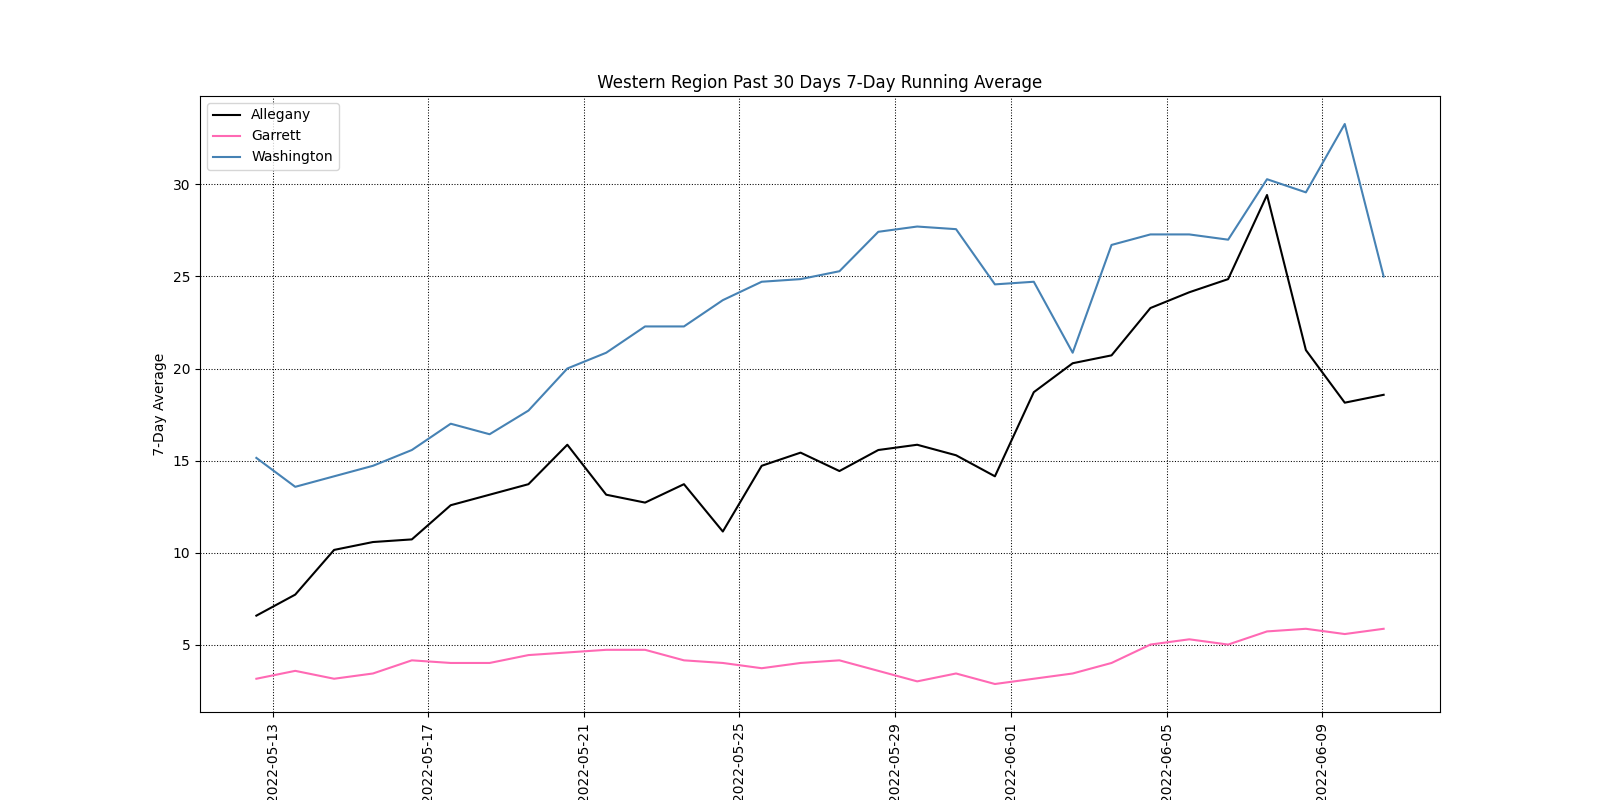 Western Region Past 30 Days 7-Day Running Average
Allegany
Garrett
Washington
30
25
20
15
10
5
7-Day Average
2022-05-13
2022-05-17
2022-05-21
2022-05-25
2022-05-29
2022-06-01
2022-06-05
2022-06-09